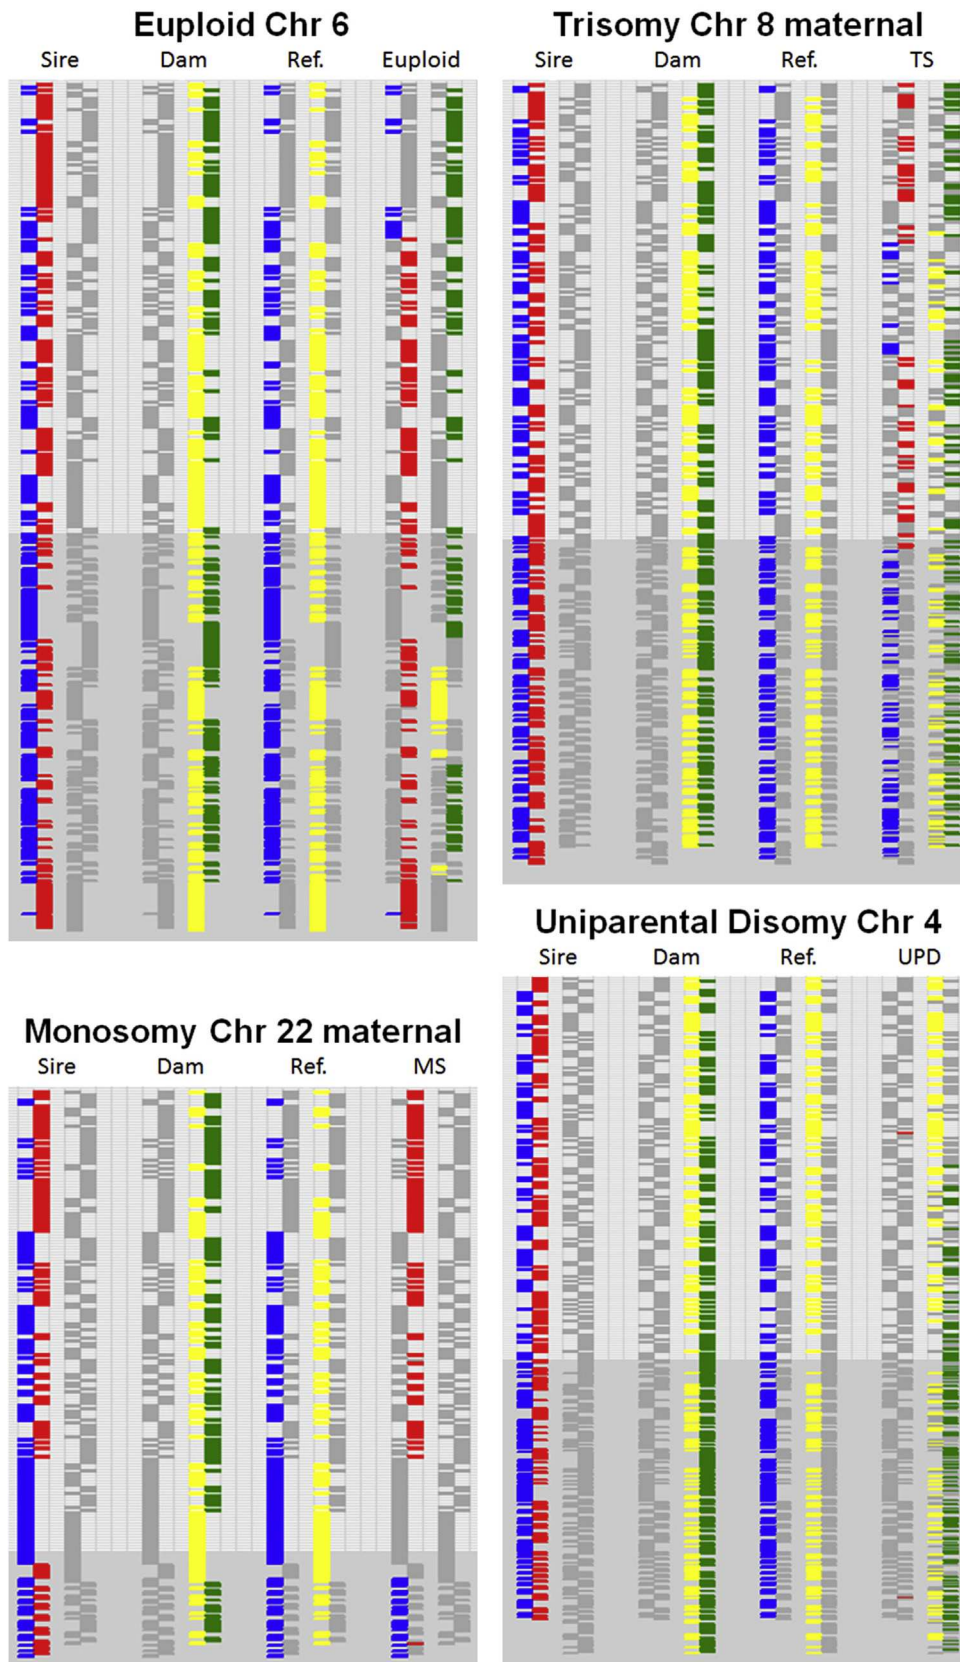 Euploid Chr 6
Sire Dam Ref. Euploid
Trisomy Chr 8 maternal
Sire Dam Ref. TS
Monosomy Chr 22 maternal
Sire Dam Ref. MS
Uniparental Disomy Chr 4
Sire Dam Ref. UPD